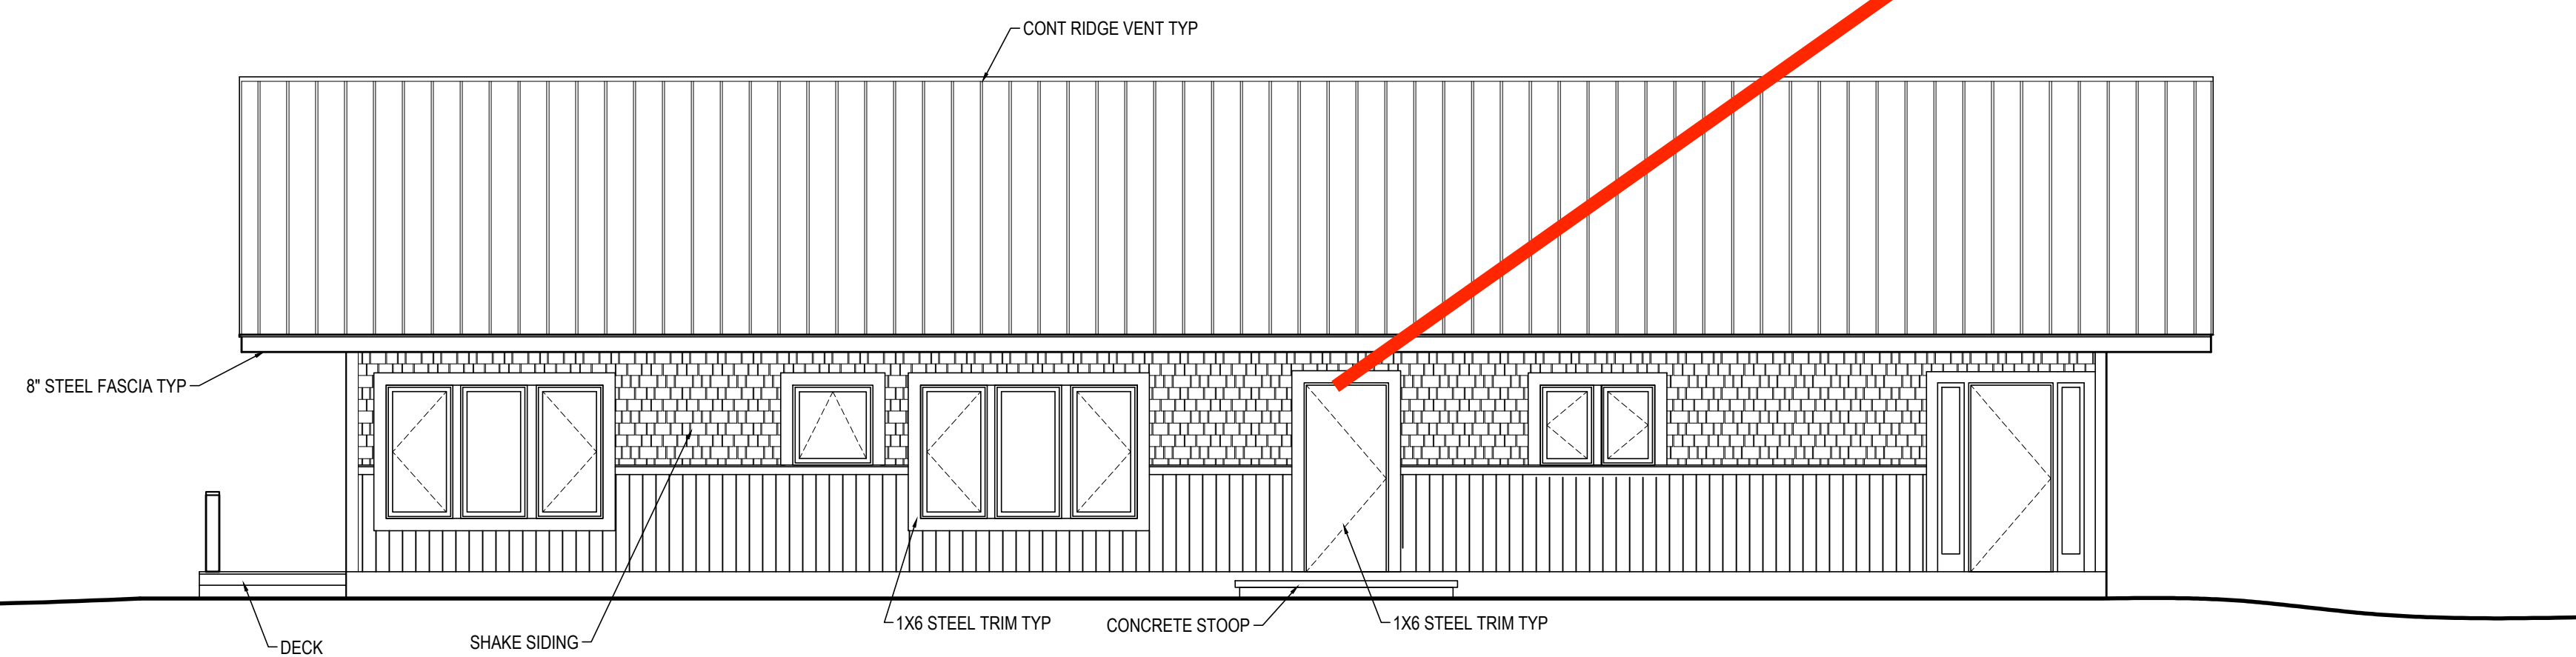 CONT RIDGE VENT TYP
8" STEEL FASCIA TYP
1X6 STEEL TRIM TYP
CONCRETE STOOP
1X6 STEEL TRIM TYP
SHAKE SIDING
DECK